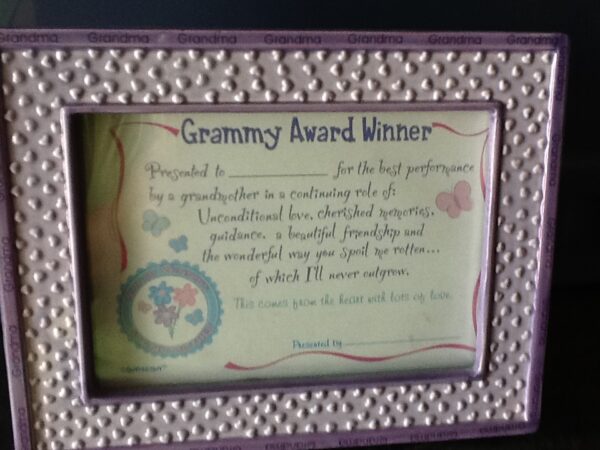 Grandma Grandma Grandma Grandma Grandma Grandma Grandma
Grammy Award Winner
Presented to ____________ for the best performance
by a grandmother in a continuing role of:
Unconditional love, cherished memories,
guidance, a beautiful friendship and
the wonderful way you spoil me rotten...
of which I'll never outgrow.
This comes from the heart with lots of love.
Presented by ____________